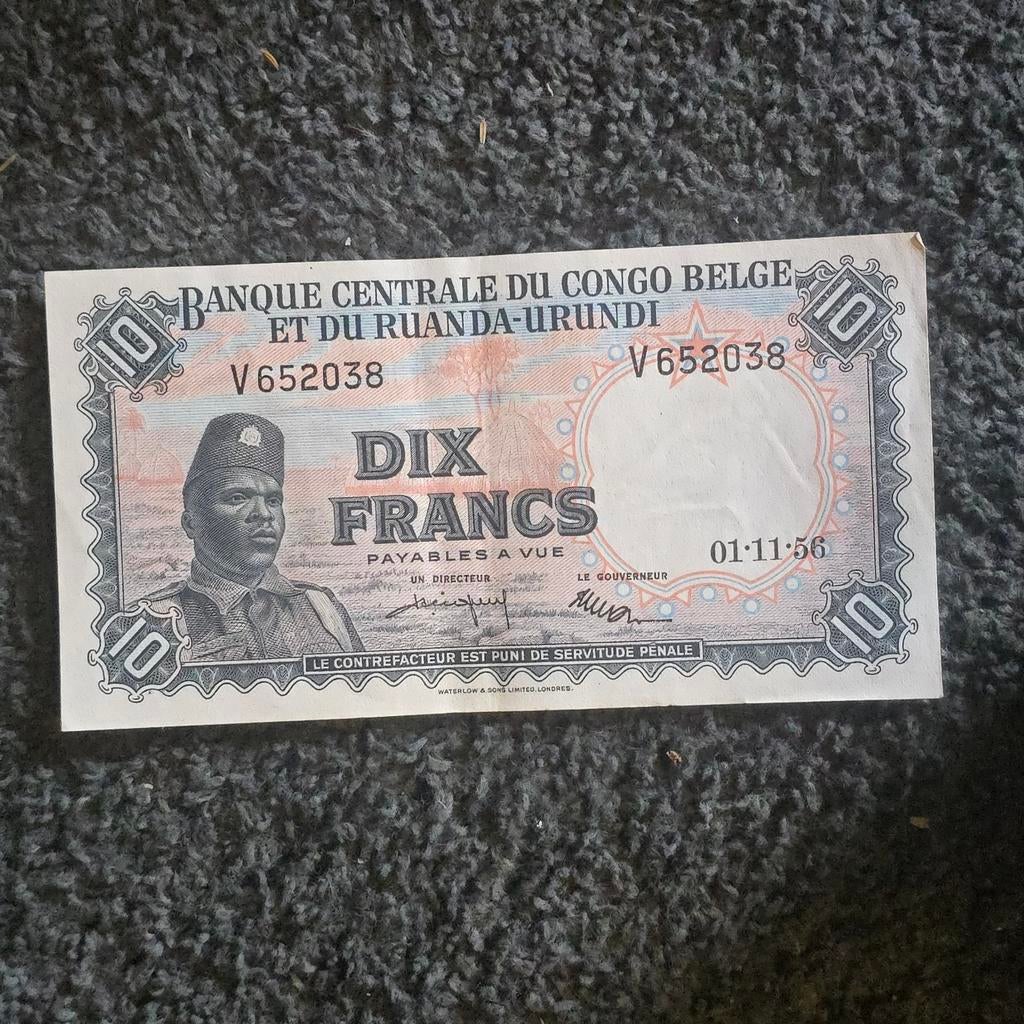 BANQUE CENTRALE DU CONGO BELGE
ET DU RUANDA-URUNDI
10
10
V652038
V652038
DIX
FRANCS
PAYABLES A VUE
01·11·56
UN DIRECTEUR
LE GOUVERNEUR
10
10
LE CONTREFACTEUR EST PUNI DE SERVITUDE PÉNALE
WATERLOW & SONS LIMITED, LONDRES.